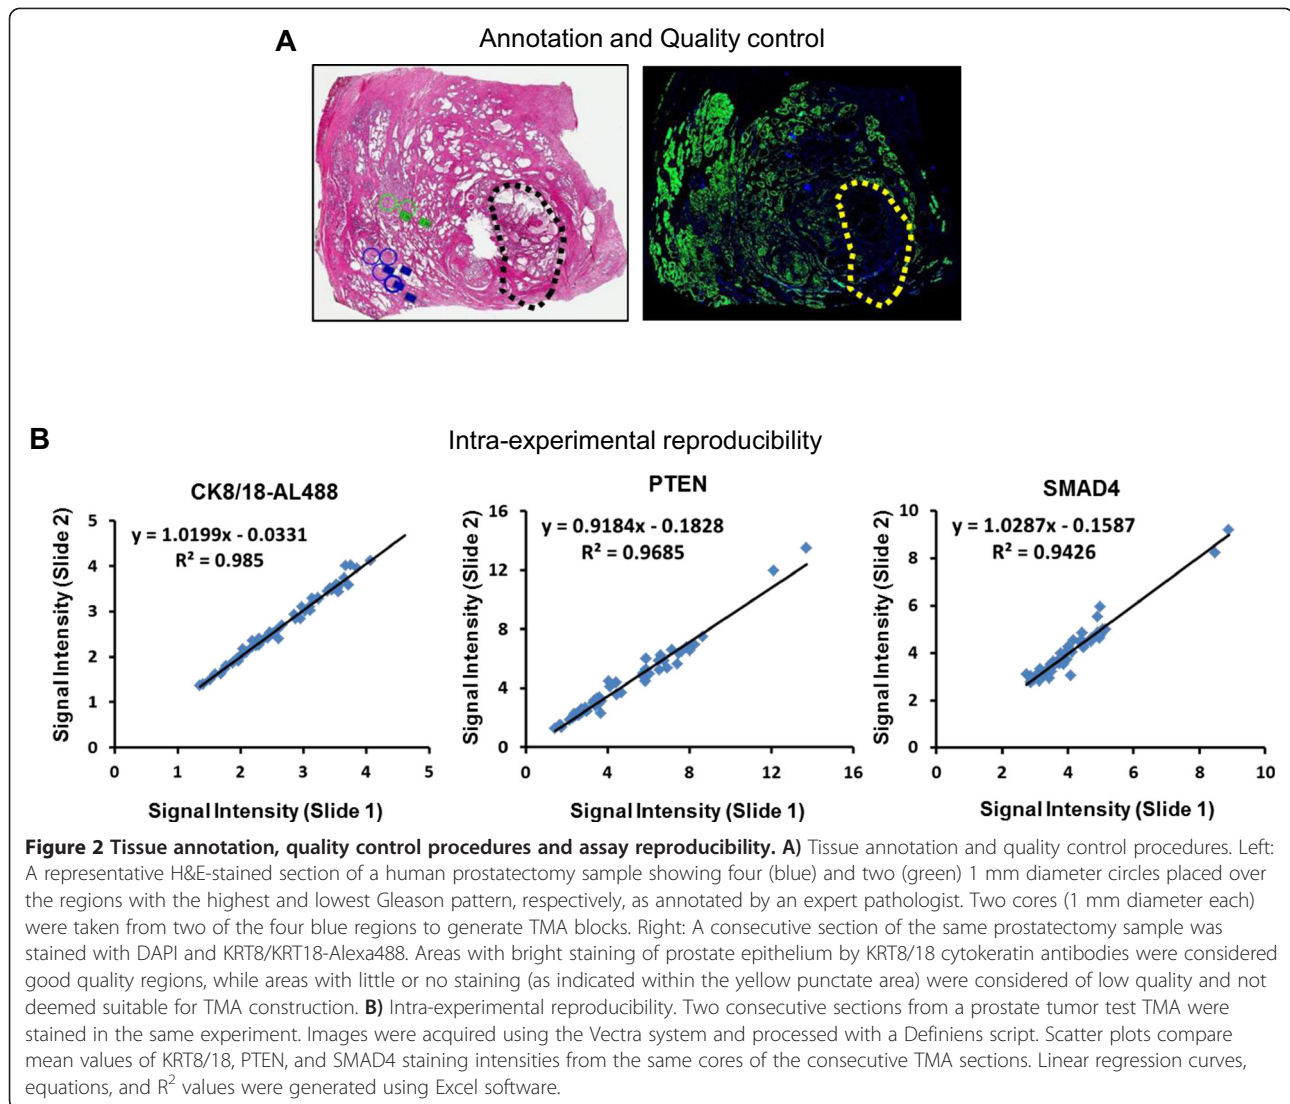 A
Annotation and Quality control
B
Intra-experimental reproducibility
CK8/18-AL488
y = 1.0199x - 0.0331
R² = 0.985
Signal Intensity (Slide 2)
5
4
3
2
1
0
0 1 2 3 4 5
Signal Intensity (Slide 1)
PTEN
y = 0.9184x - 0.1828
R² = 0.9685
Signal Intensity (Slide 2)
16
12
8
4
0
0 4 8 12 16
Signal Intensity (Slide 1)
SMAD4
y = 1.0287x - 0.1587
R² = 0.9426
Signal Intensity (Slide 2)
10
8
6
4
2
0
0 2 4 6 8 10
Signal Intensity (Slide 1)
Figure 2 Tissue annotation, quality control procedures and assay reproducibility. A) Tissue annotation and quality control procedures. Left:
A representative H&E-stained section of a human prostatectomy sample showing four (blue) and two (green) 1 mm diameter circles placed over
the regions with the highest and lowest Gleason pattern, respectively, as annotated by an expert pathologist. Two cores (1 mm diameter each)
were taken from two of the four blue regions to generate TMA blocks. Right: A consecutive section of the same prostatectomy sample was
stained with DAPI and KRT8/KRT18-Alexa488. Areas with bright staining of prostate epithelium by KRT8/18 cytokeratin antibodies were considered
good quality regions, while areas with little or no staining (as indicated within the yellow punctate area) were considered of low quality and not
deemed suitable for TMA construction. B) Intra-experimental reproducibility. Two consecutive sections from a prostate tumor test TMA were
stained in the same experiment. Images were acquired using the Vectra system and processed with a Definiens script. Scatter plots compare
mean values of KRT8/18, PTEN, and SMAD4 staining intensities from the same cores of the consecutive TMA sections. Linear regression curves,
equations, and R² values were generated using Excel software.